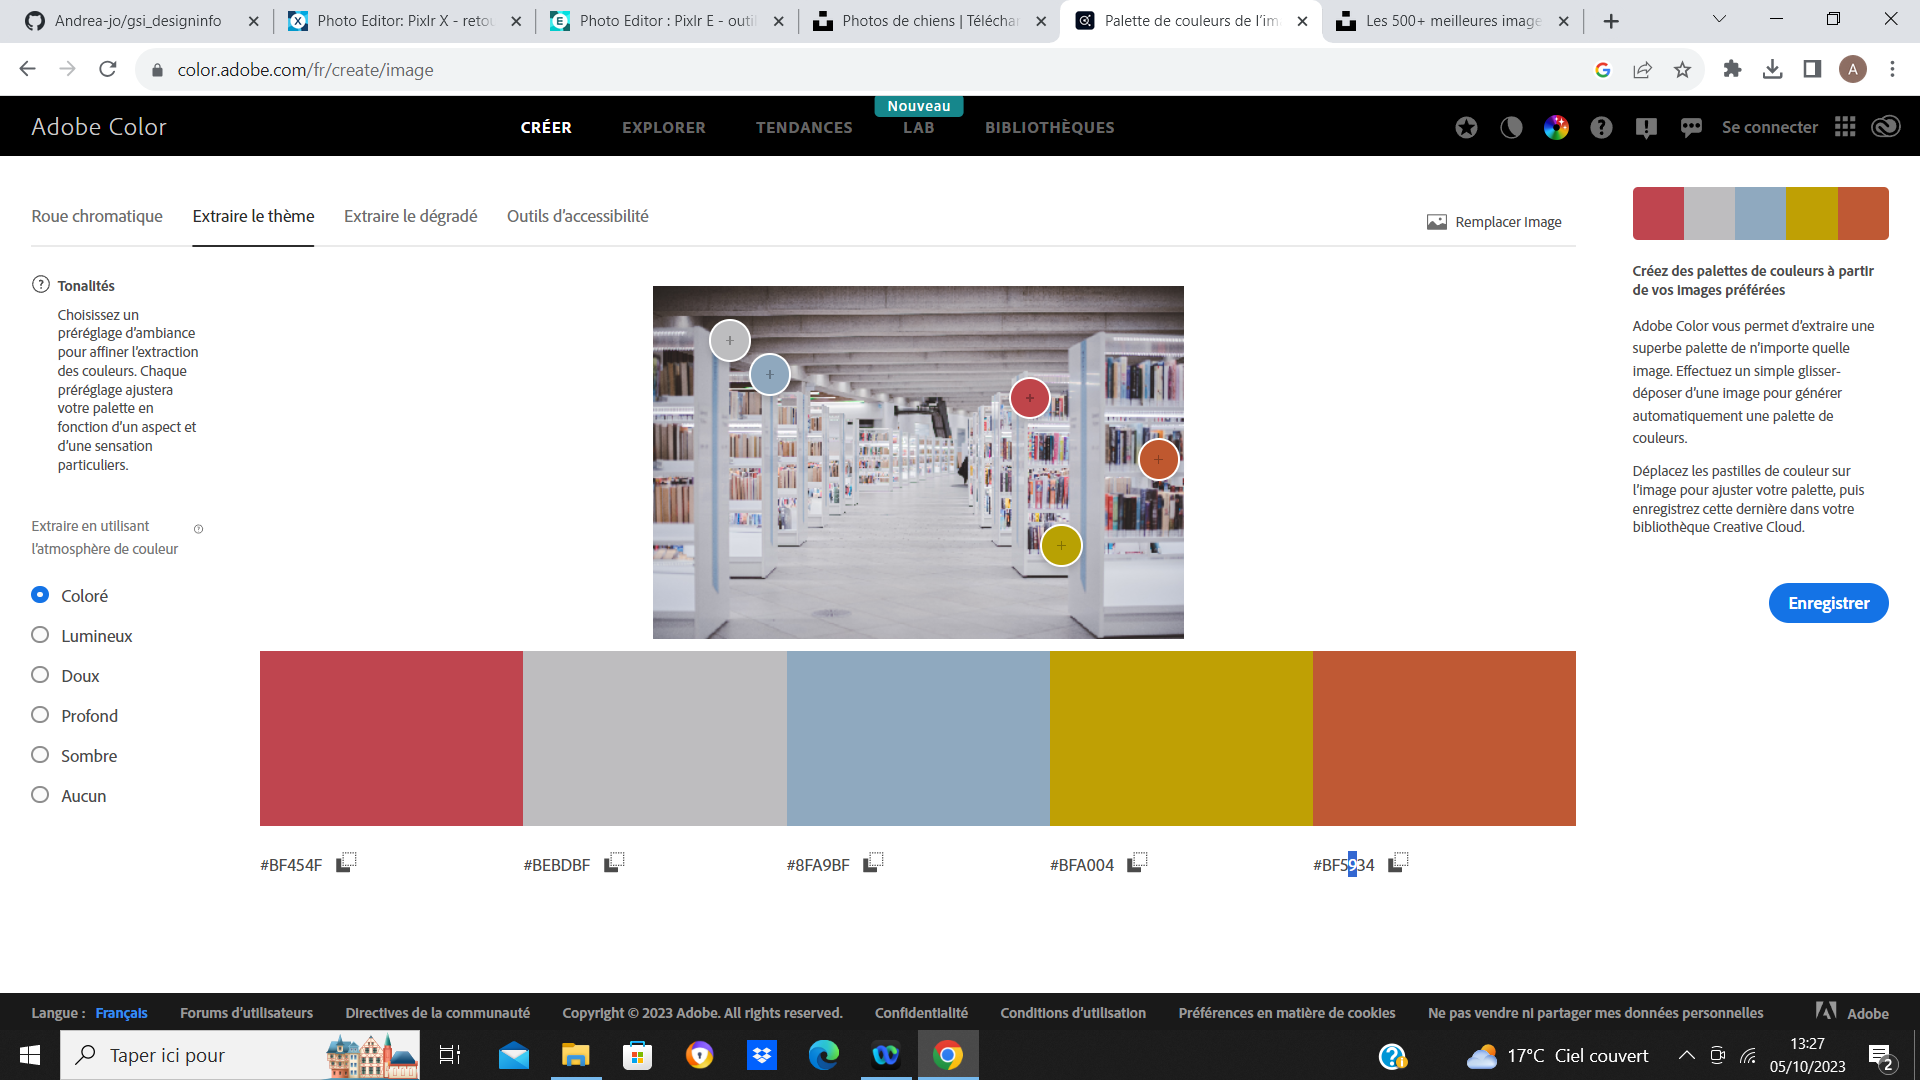 Andrea-jo/gsi_designinfo
Photo Editor: Pixlr X - retou
Photo Editor : Pixlr E - outil
Photos de chiens | Téléchar
Palette de couleurs de l'im
Les 500+ meilleures image
color.adobe.com/fr/create/image
A
Nouveau
Adobe Color
CRÉER
EXPLORER
TENDANCES
LAB
BIBLIOTHÈQUES
Se connecter
Roue chromatique
Extraire le thème
Extraire le dégradé
Outils d'accessibilité
Remplacer Image
Tonalités
Choisissez un
préréglage d'ambiance
pour affiner l'extraction
des couleurs. Chaque
préréglage ajustera
votre palette en
fonction d'un aspect et
d'une sensation
particuliers.
Extraire en utilisant
l'atmosphère de couleur
Coloré
Lumineux
Doux
Profond
Sombre
Aucun
#BF454F
#BEBDBF
#8FA9BF
#BFA004
#BF5934
Créez des palettes de couleurs à partir
de vos images préférées
Adobe Color vous permet d'extraire une
superbe palette de n'importe quelle
image. Effectuez un simple glisser-
déposer d'une image pour générer
automatiquement une palette de
couleurs.
Déplacez les pastilles de couleur sur
l'image pour ajuster votre palette, puis
enregistrez cette dernière dans votre
bibliothèque Creative Cloud.
Enregistrer
Langue :
Français
Forums d'utilisateurs
Directives de la communauté
Copyright © 2023 Adobe. All rights reserved.
Confidentialité
Conditions d'utilisation
Préférences en matière de cookies
Ne pas vendre ni partager mes données personnelles
Adobe
Taper ici pour
17°C Ciel couvert
13:27
05/10/2023
2